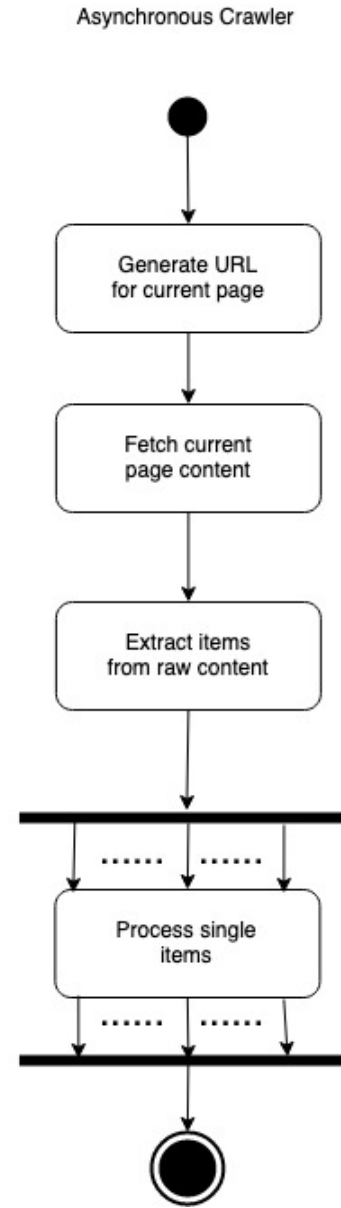 Asynchronous Crawler
Generate URL
for current page
Fetch current
page content
Extract items
from raw content
...... ......
Process single
items
...... ......